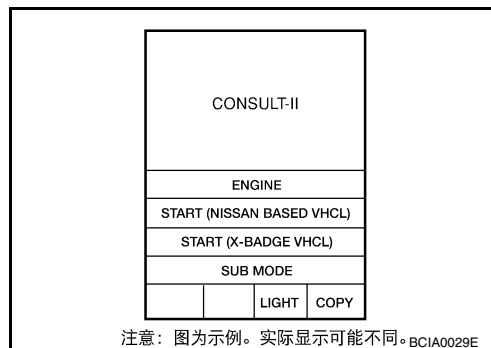 CONSULT-II
ENGINE
START (NISSAN BASED VHCL)
START (X-BADGE VHCL)
SUB MODE
LIGHT COPY
注意：图为示例。实际显示可能不同。BCIA0029E